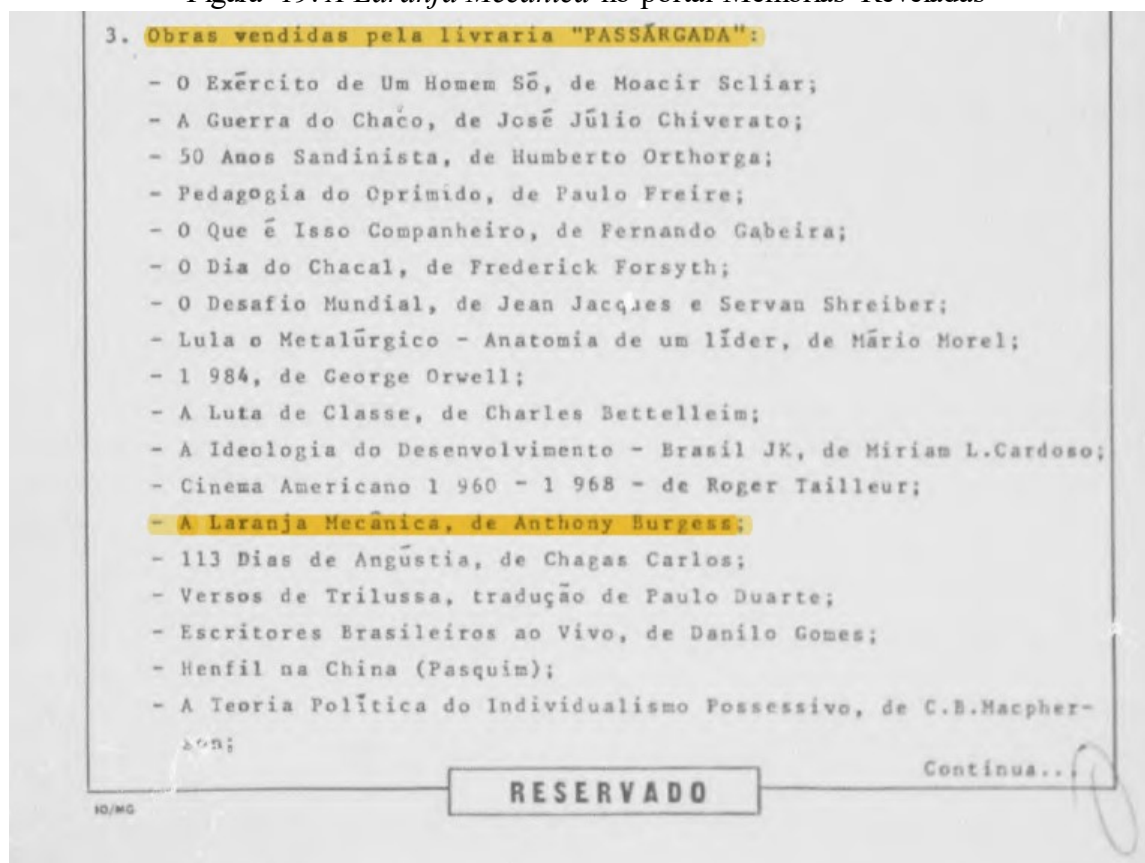 Figura 49: A Laranja Mecânica no portal Memórias Reveladas
3. Obras vendidas pela livraria "PASSÁRGADA":
- O Exército de Um Homem Só, de Moacir Scliar;
- A Guerra do Chaco, de José Júlio Chiverato;
- 50 Anos Sandinista, de Humberto Orthorga;
- Pedagogia do Oprimido, de Paulo Freire;
- O Que é Isso Companheiro, de Fernando Gabeira;
- O Dia do Chacal, de Frederick Forsyth;
- O Desafio Mundial, de Jean Jacques e Servan Shreiber;
- Lula o Metalúrgico - Anatomia de um líder, de Mário Morel;
- 1 984, de George Orwell;
- A Luta de Classe, de Charles Bettelleim;
- A Ideologia do Desenvolvimento - Brasil JK, de Miriam L.Cardoso;
- Cinema Americano 1 960 - 1 968 - de Roger Tailleur;
- A Laranja Mecânica, de Anthony Burgess;
- 113 Dias de Angústia, de Chagas Carlos;
- Versos de Trilussa, tradução de Paulo Duarte;
- Escritores Brasileiros ao Vivo, de Danilo Gomes;
- Henfil na China (Pasquim);
- A Teoria Política do Individualismo Possessivo, de C.B.Macpher-
son;
Continua...
RESERVADO
IO/MG